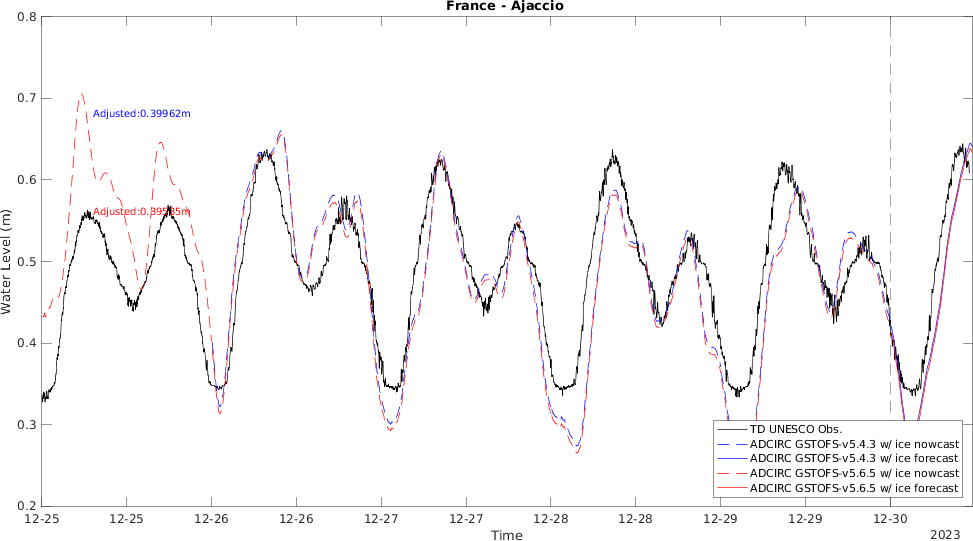 France - Ajaccio
0.8
0.7
0.6
0.5
0.4
0.3
0.2
Water Level (m)
Adjusted:0.39962m
TD UNESCO Obs.
ADCIRC GSTOFS-v5.4.3 w/ ice nowcast
ADCIRC GSTOFS-v5.4.3 w/ ice forecast
ADCIRC GSTOFS-v5.6.5 w/ ice nowcast
ADCIRC GSTOFS-v5.6.5 w/ ice forecast
12-25 12-25 12-26 12-26 12-27 12-27 12-28 12-28 12-29 12-29 12-30
Time
2023